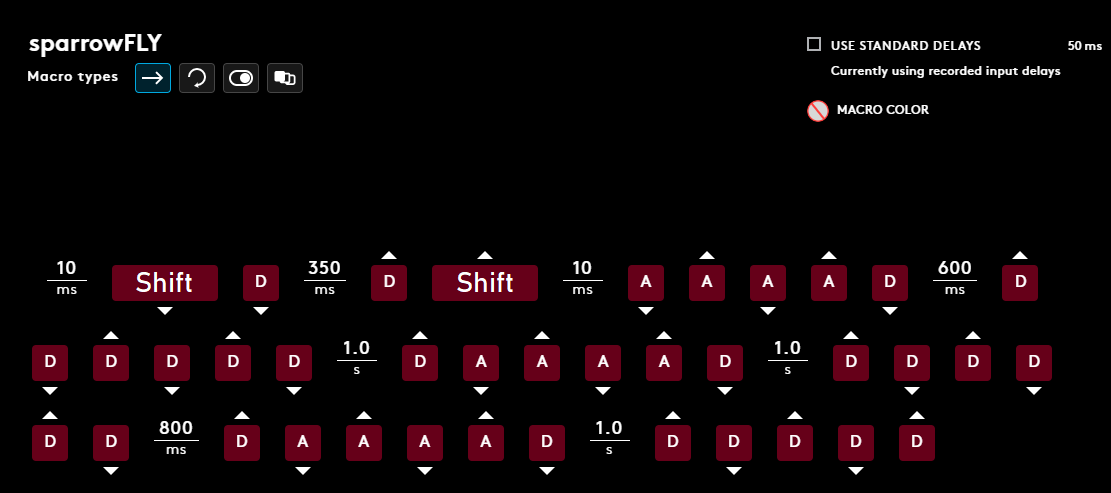 sparrowFLY
Macro types
USE STANDARD DELAYS 50 ms
Currently using recorded input delays
MACRO COLOR
10 ms Shift D 350 ms D Shift 10 ms A A A A D 600 ms D
D D D D D 1.0 s D A A A A D 1.0 s D D D D
D D 800 ms D A A A A D 1.0 s D D D D D